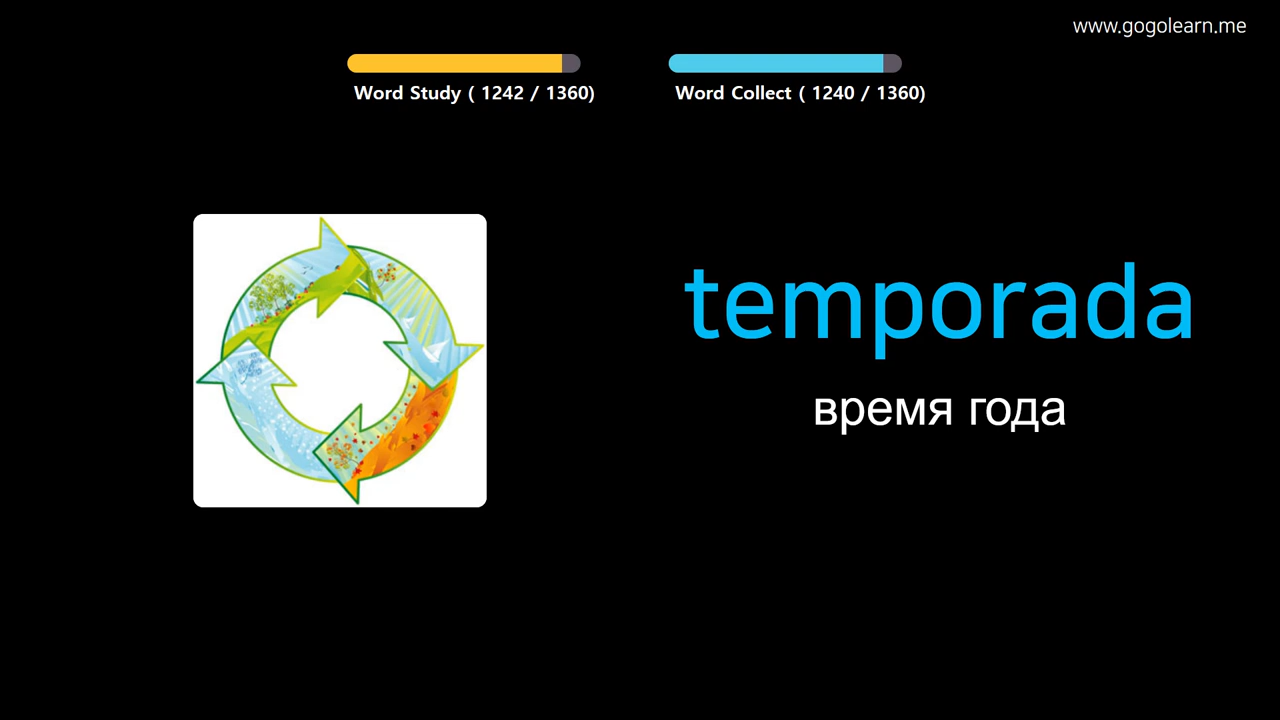 www.gogolearn.me
Word Study ( 1242 / 1360)
Word Collect ( 1240 / 1360)
temporada
время года